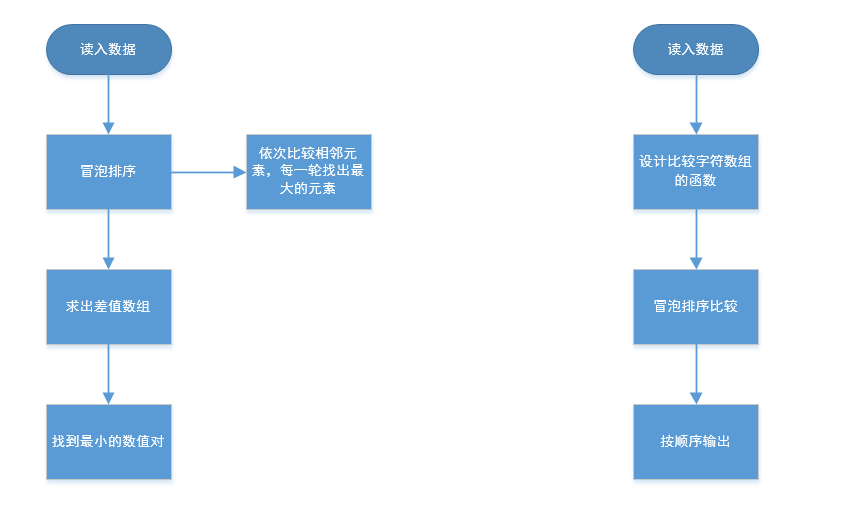 读入数据
冒泡排序
依次比较相邻元
素，每一轮找出最
大的元素
求出差值数组
找到最小的数值对
读入数据
设计比较字符数组
的函数
冒泡排序比较
按顺序输出